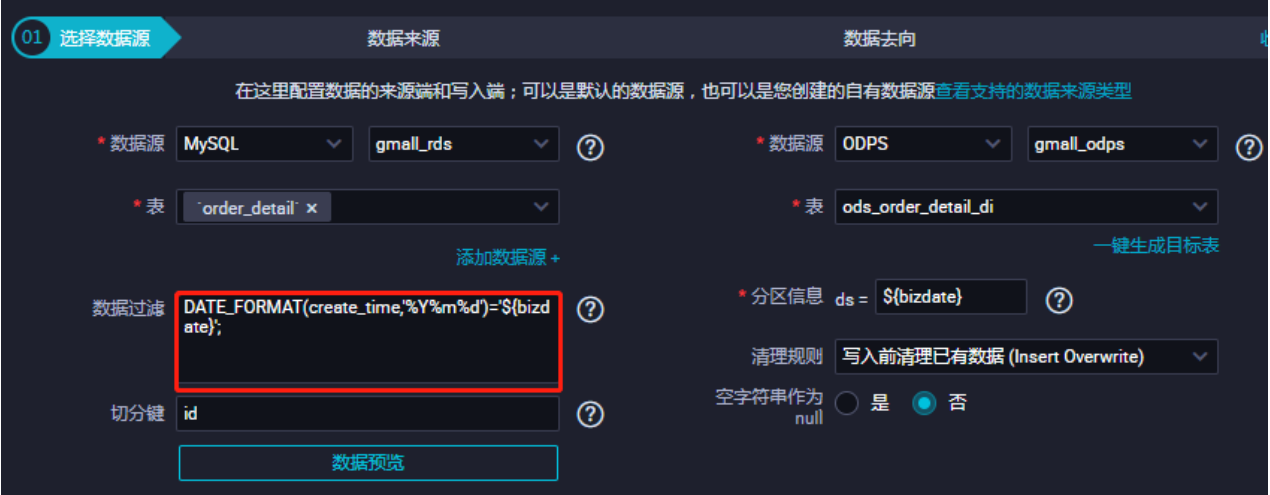 01 选择数据源 数据来源 数据去向
在这里配置数据的来源端和写入端；可以是默认的数据源，也可以是您创建的自有数据源查看支持的数据来源类型
* 数据源 MySQL gmall_rds ? * 数据源 ODPS gmall_odps ?
* 表 `order_detail` × * 表 ods_order_detail_di
添加数据源 + 一键生成目标表
数据过滤 DATE_FORMAT(create_time,'%Y%m%d')='${bizd
ate}'; ?
* 分区信息 ds = ${bizdate} ?
清理规则 写入前清理已有数据 (Insert Overwrite)
切分键 id ?
空字符串作为
null 是 否
数据预览